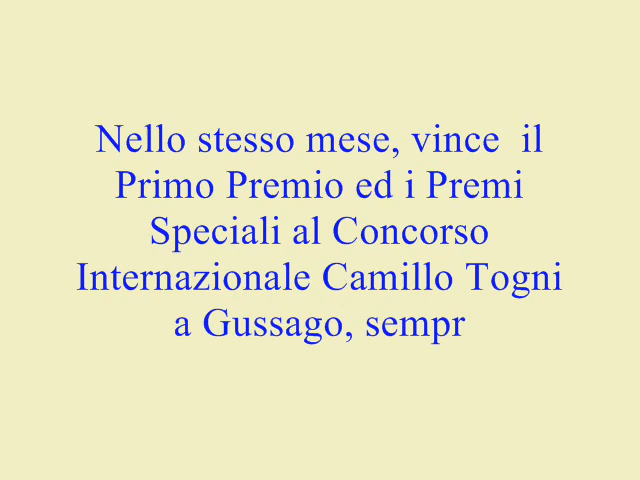 Nello stesso mese, vince  il
Primo Premio ed i Premi
Speciali al Concorso
Internazionale Camillo Togni
a Gussago, sempr